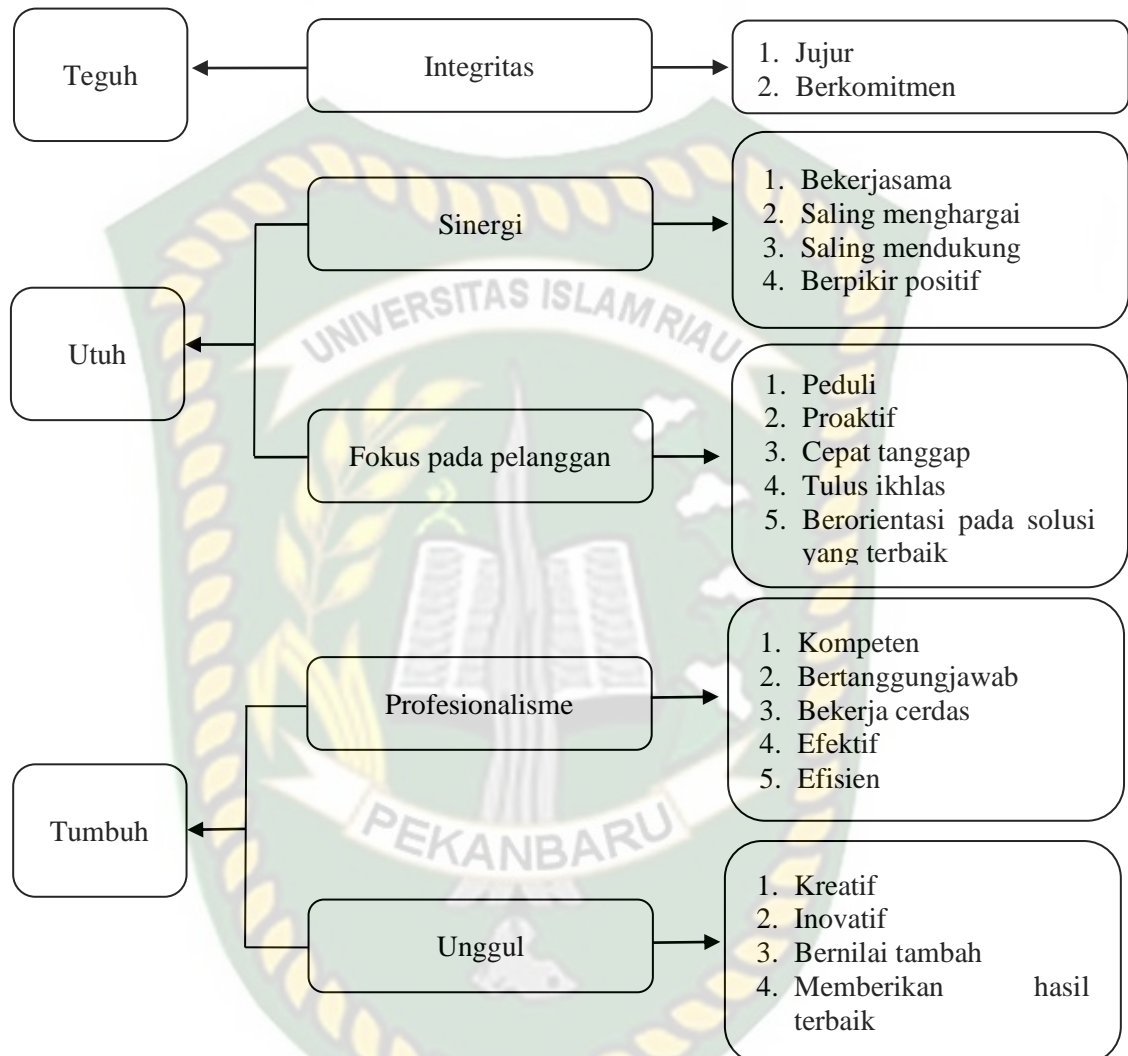 Teguh
Integritas
1. Jujur
2. Berkomitmen
Utuh
Sinergi
1. Bekerjasama
2. Saling menghargai
3. Saling mendukung
4. Berpikir positif
Fokus pada pelanggan
1. Peduli
2. Proaktif
3. Cepat tanggap
4. Tulus ikhlas
5. Berorientasi pada solusi
yang terbaik
Tumbuh
Profesionalisme
1. Kompeten
2. Bertanggungjawab
3. Bekerja cerdas
4. Efektif
5. Efisien
Unggul
1. Kreatif
2. Inovatif
3. Bernilai tambah
4. Memberikan hasil
terbaik
UNIVERSITAS ISLAM RIAU
PEKANBARU